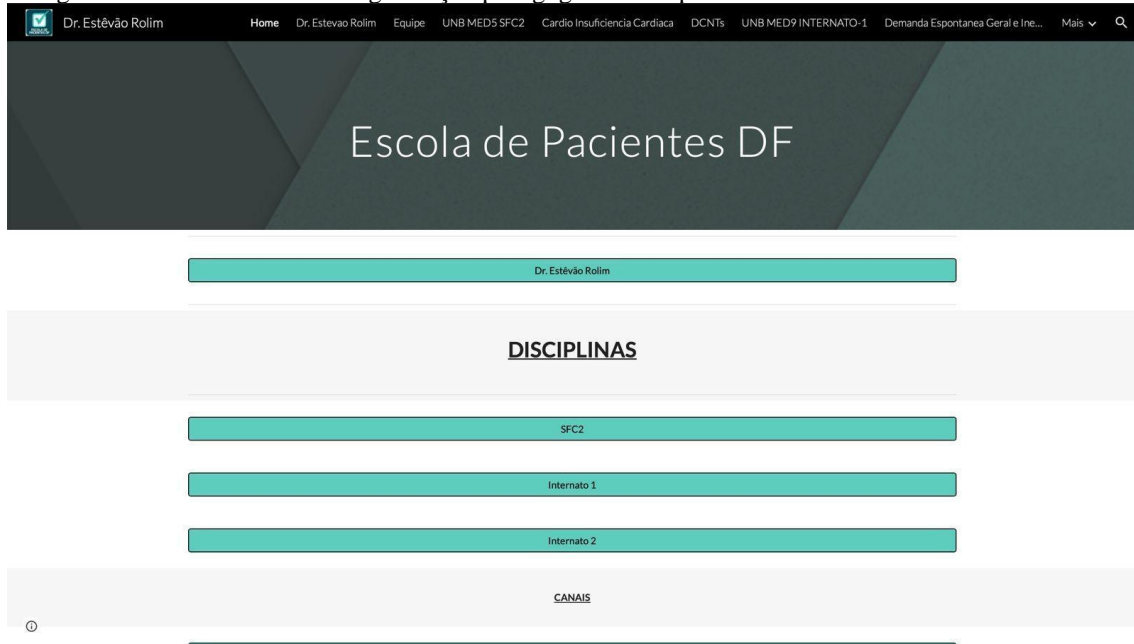 Dr. Estêvão Rolim
Home Dr. Estevao Rolim Equipe UNB MED5 SFC2 Cardio Insuficiencia Cardíaca DCNTs UNB MED9 INTERNATO-1 Demanda Espontanea Geral e Ine... Mais
Escola de Pacientes DF
Dr. Estêvão Rolim
DISCIPLINAS
SFC2
Internato 1
Internato 2
CANAIS